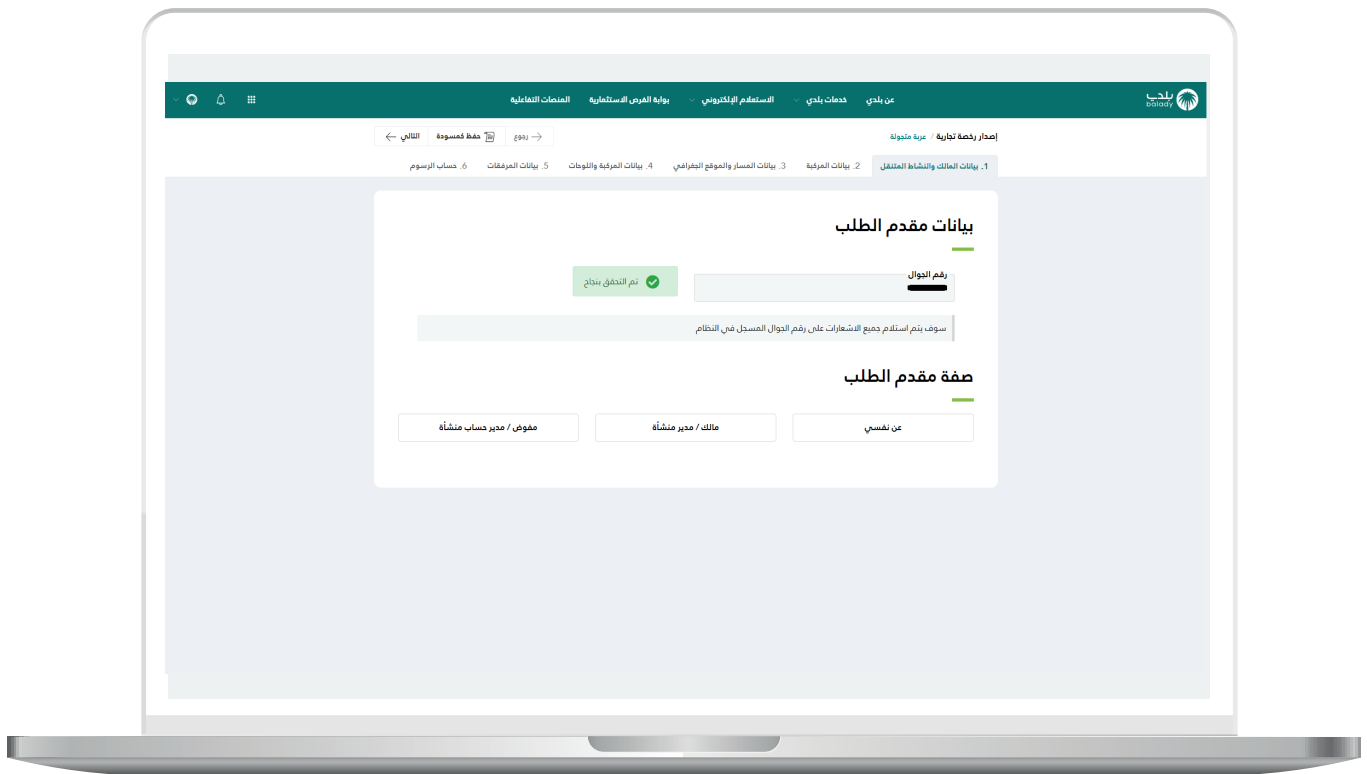 بلدي
balady
عن بلدي خدمات بلدي الاستعلام الإلكتروني بوابة الفرص الاستثمارية المنصات التفاعلية
إصدار رخصة تجارية / عربة متجولة
رجوع حفظ كمسودة التالي
1. بيانات المالك والنشاط المتنقل 2. بيانات المركبة 3. بيانات المسار والموقع الجغرافي 4. بيانات المركبة واللوحات 5. بيانات المرفقات 6. حساب الرسوم
بيانات مقدم الطلب
رقم الجوال
تم التحقق بنجاح
سوف يتم استلام جميع الاشعارات على رقم الجوال المسجل في النظام
صفة مقدم الطلب
عن نفسي مالك / مدير منشأة مفوض / مدير حساب منشأة